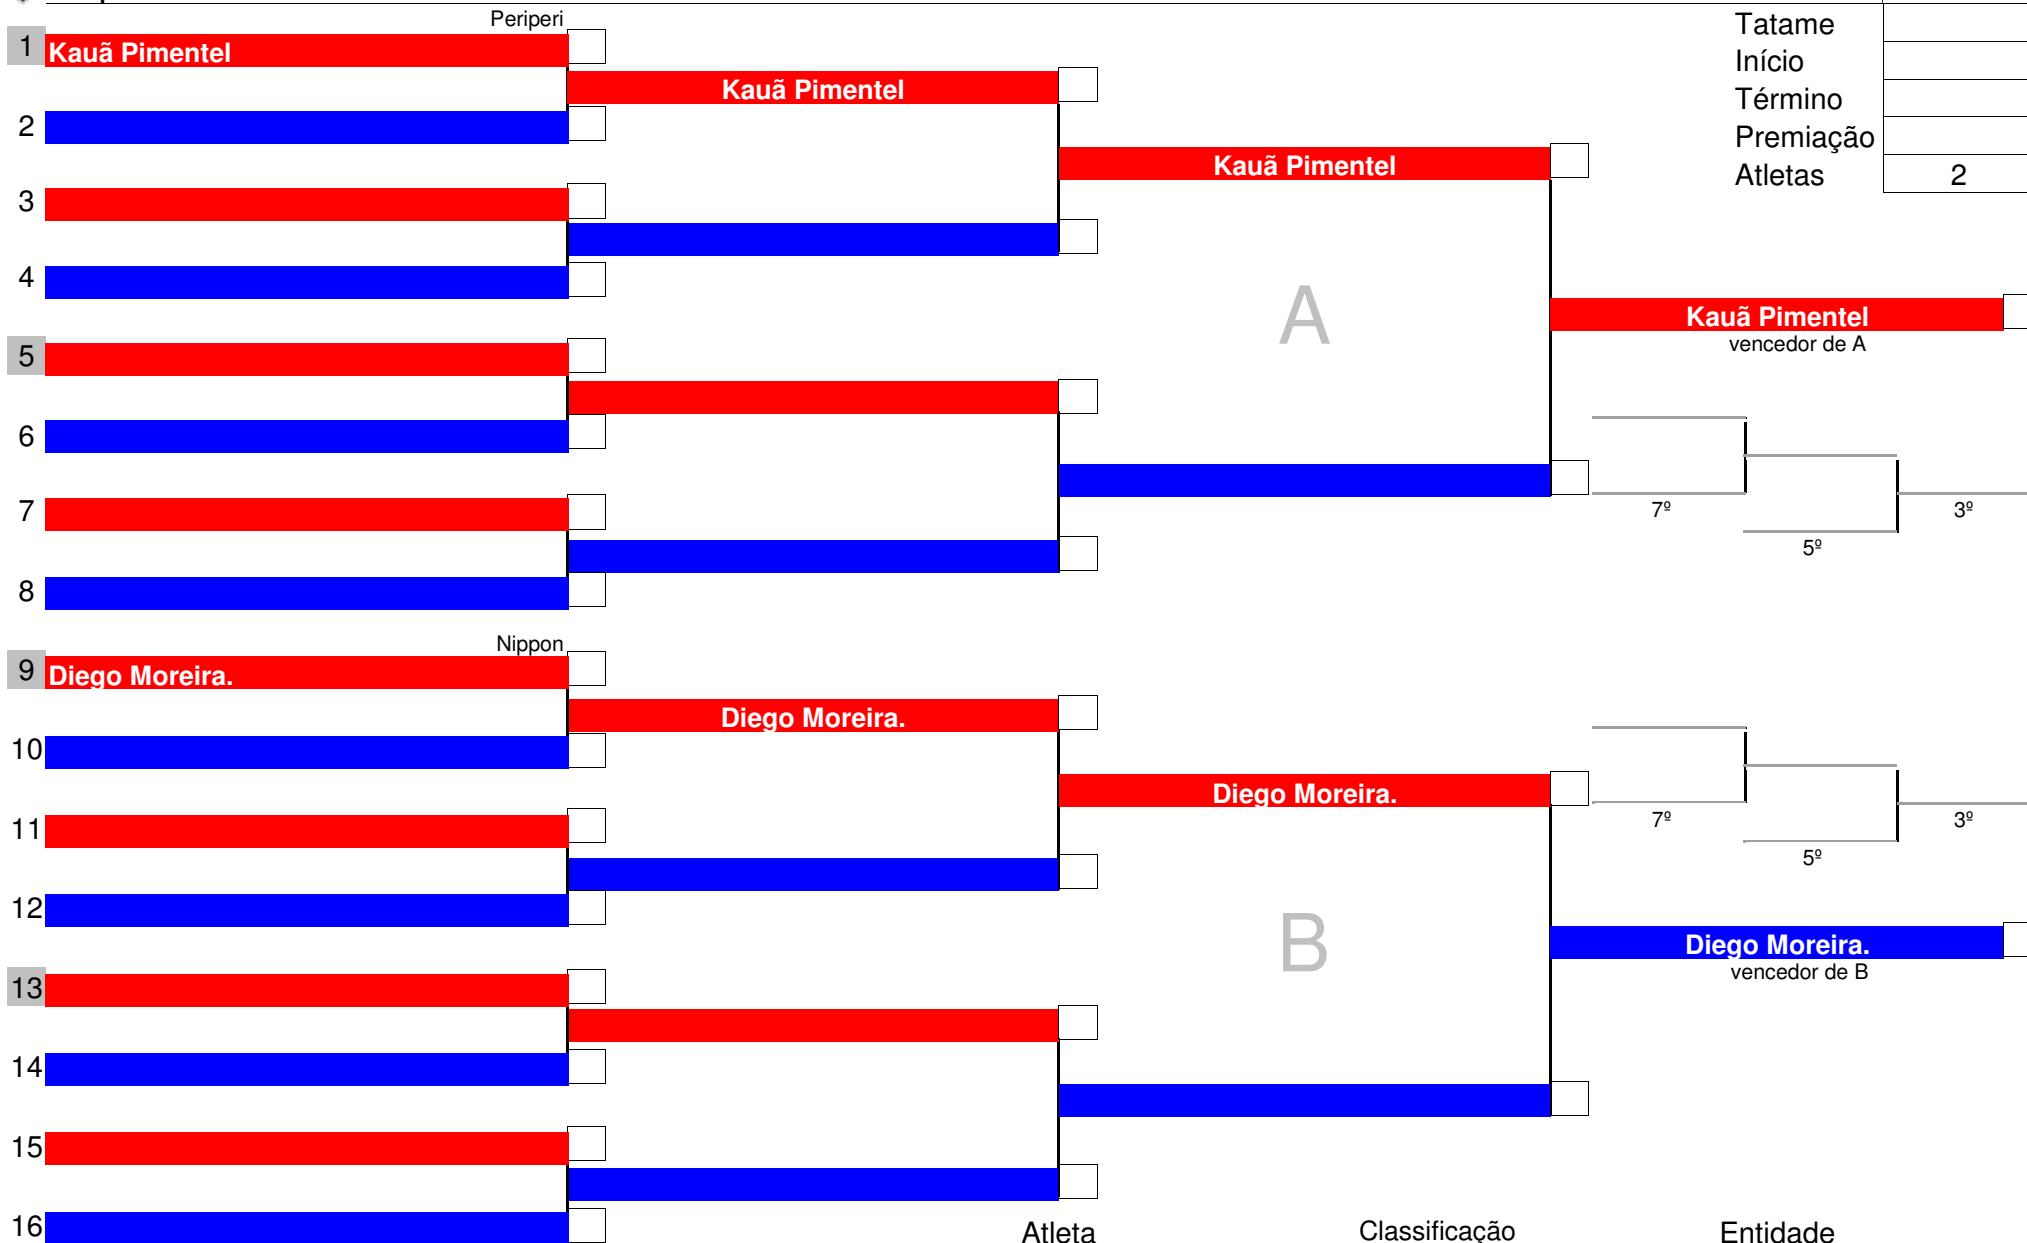 Periperi
Tatame
1 Kauã Pimentel
Início
Kauã Pimentel
Término
2
Premiação
Kauã Pimentel
Atletas 2
3
4
A
Kauã Pimentel
vencedor de A
5
6
7
7º
3º
5º
8
Nippon
9 Diego Moreira.
Diego Moreira.
10
Diego Moreira.
7º
3º
11
5º
12
B
Diego Moreira.
vencedor de B
13
14
15
16
Atleta Classificação Entidade